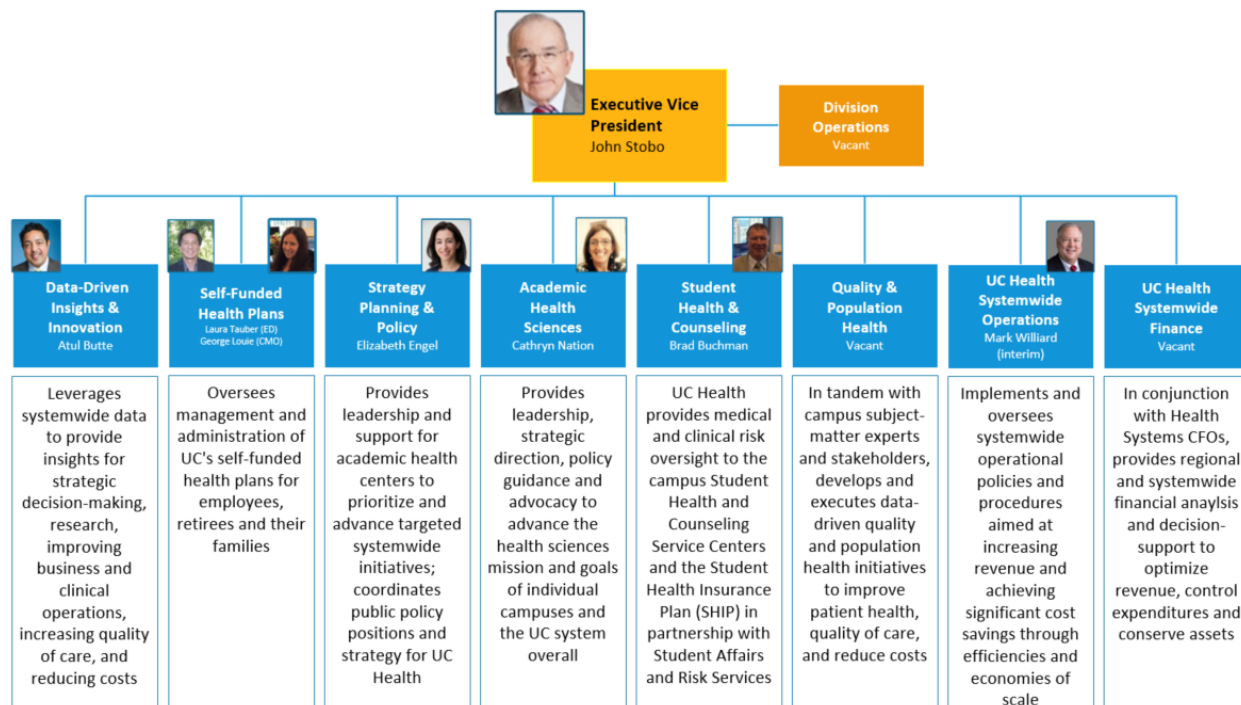 Executive Vice
President
John Stobo
Division
Operations
Vacant
Data-Driven
Insights &
Innovation
Atul Butte
Self-Funded
Health Plans
Laura Tauber (ED)
George Louie (CMO)
Strategy
Planning &
Policy
Elizabeth Engel
Academic
Health
Sciences
Cathryn Nation
Student
Health &
Counseling
Brad Buchman
Quality &
Population
Health
Vacant
UC Health
Systemwide
Operations
Mark Williard
(interim)
UC Health
Systemwide
Finance
Vacant
Leverages
systemwide data
to provide
insights for
strategic
decision-making,
research,
improving
business and
clinical
operations,
increasing quality
of care, and
reducing costs
Oversees
management and
administration of
UC's self-funded
health plans for
employees,
retirees and their
families
Provides
leadership and
support for
academic health
centers to
prioritize and
advance targeted
systemwide
initiatives;
coordinates
public policy
positions and
strategy for UC
Health
Provides
leadership,
strategic
direction, policy
guidance and
advocacy to
advance the
health sciences
mission and goals
of individual
campuses and
the UC system
overall
UC Health
provides medical
and clinical risk
oversight to the
campus Student
Health and
Counseling
Service Centers
and the Student
Health Insurance
Plan (SHIP) in
partnership with
Student Affairs
and Risk Services
In tandem with
campus subject-
matter experts
and stakeholders,
develops and
executes data-
driven quality
and population
health initiatives
to improve
patient health,
quality of care,
and reduce costs
Implements and
oversees
systemwide
operational
policies and
procedures
aimed at
increasing
revenue and
achieving
significant cost
savings through
efficiencies and
economies of
scale
In conjunction
with Health
Systems CFOs,
provides regional
and systemwide
financial anaylsis
and decision-
support to
optimize
revenue, control
expenditures and
conserve assets